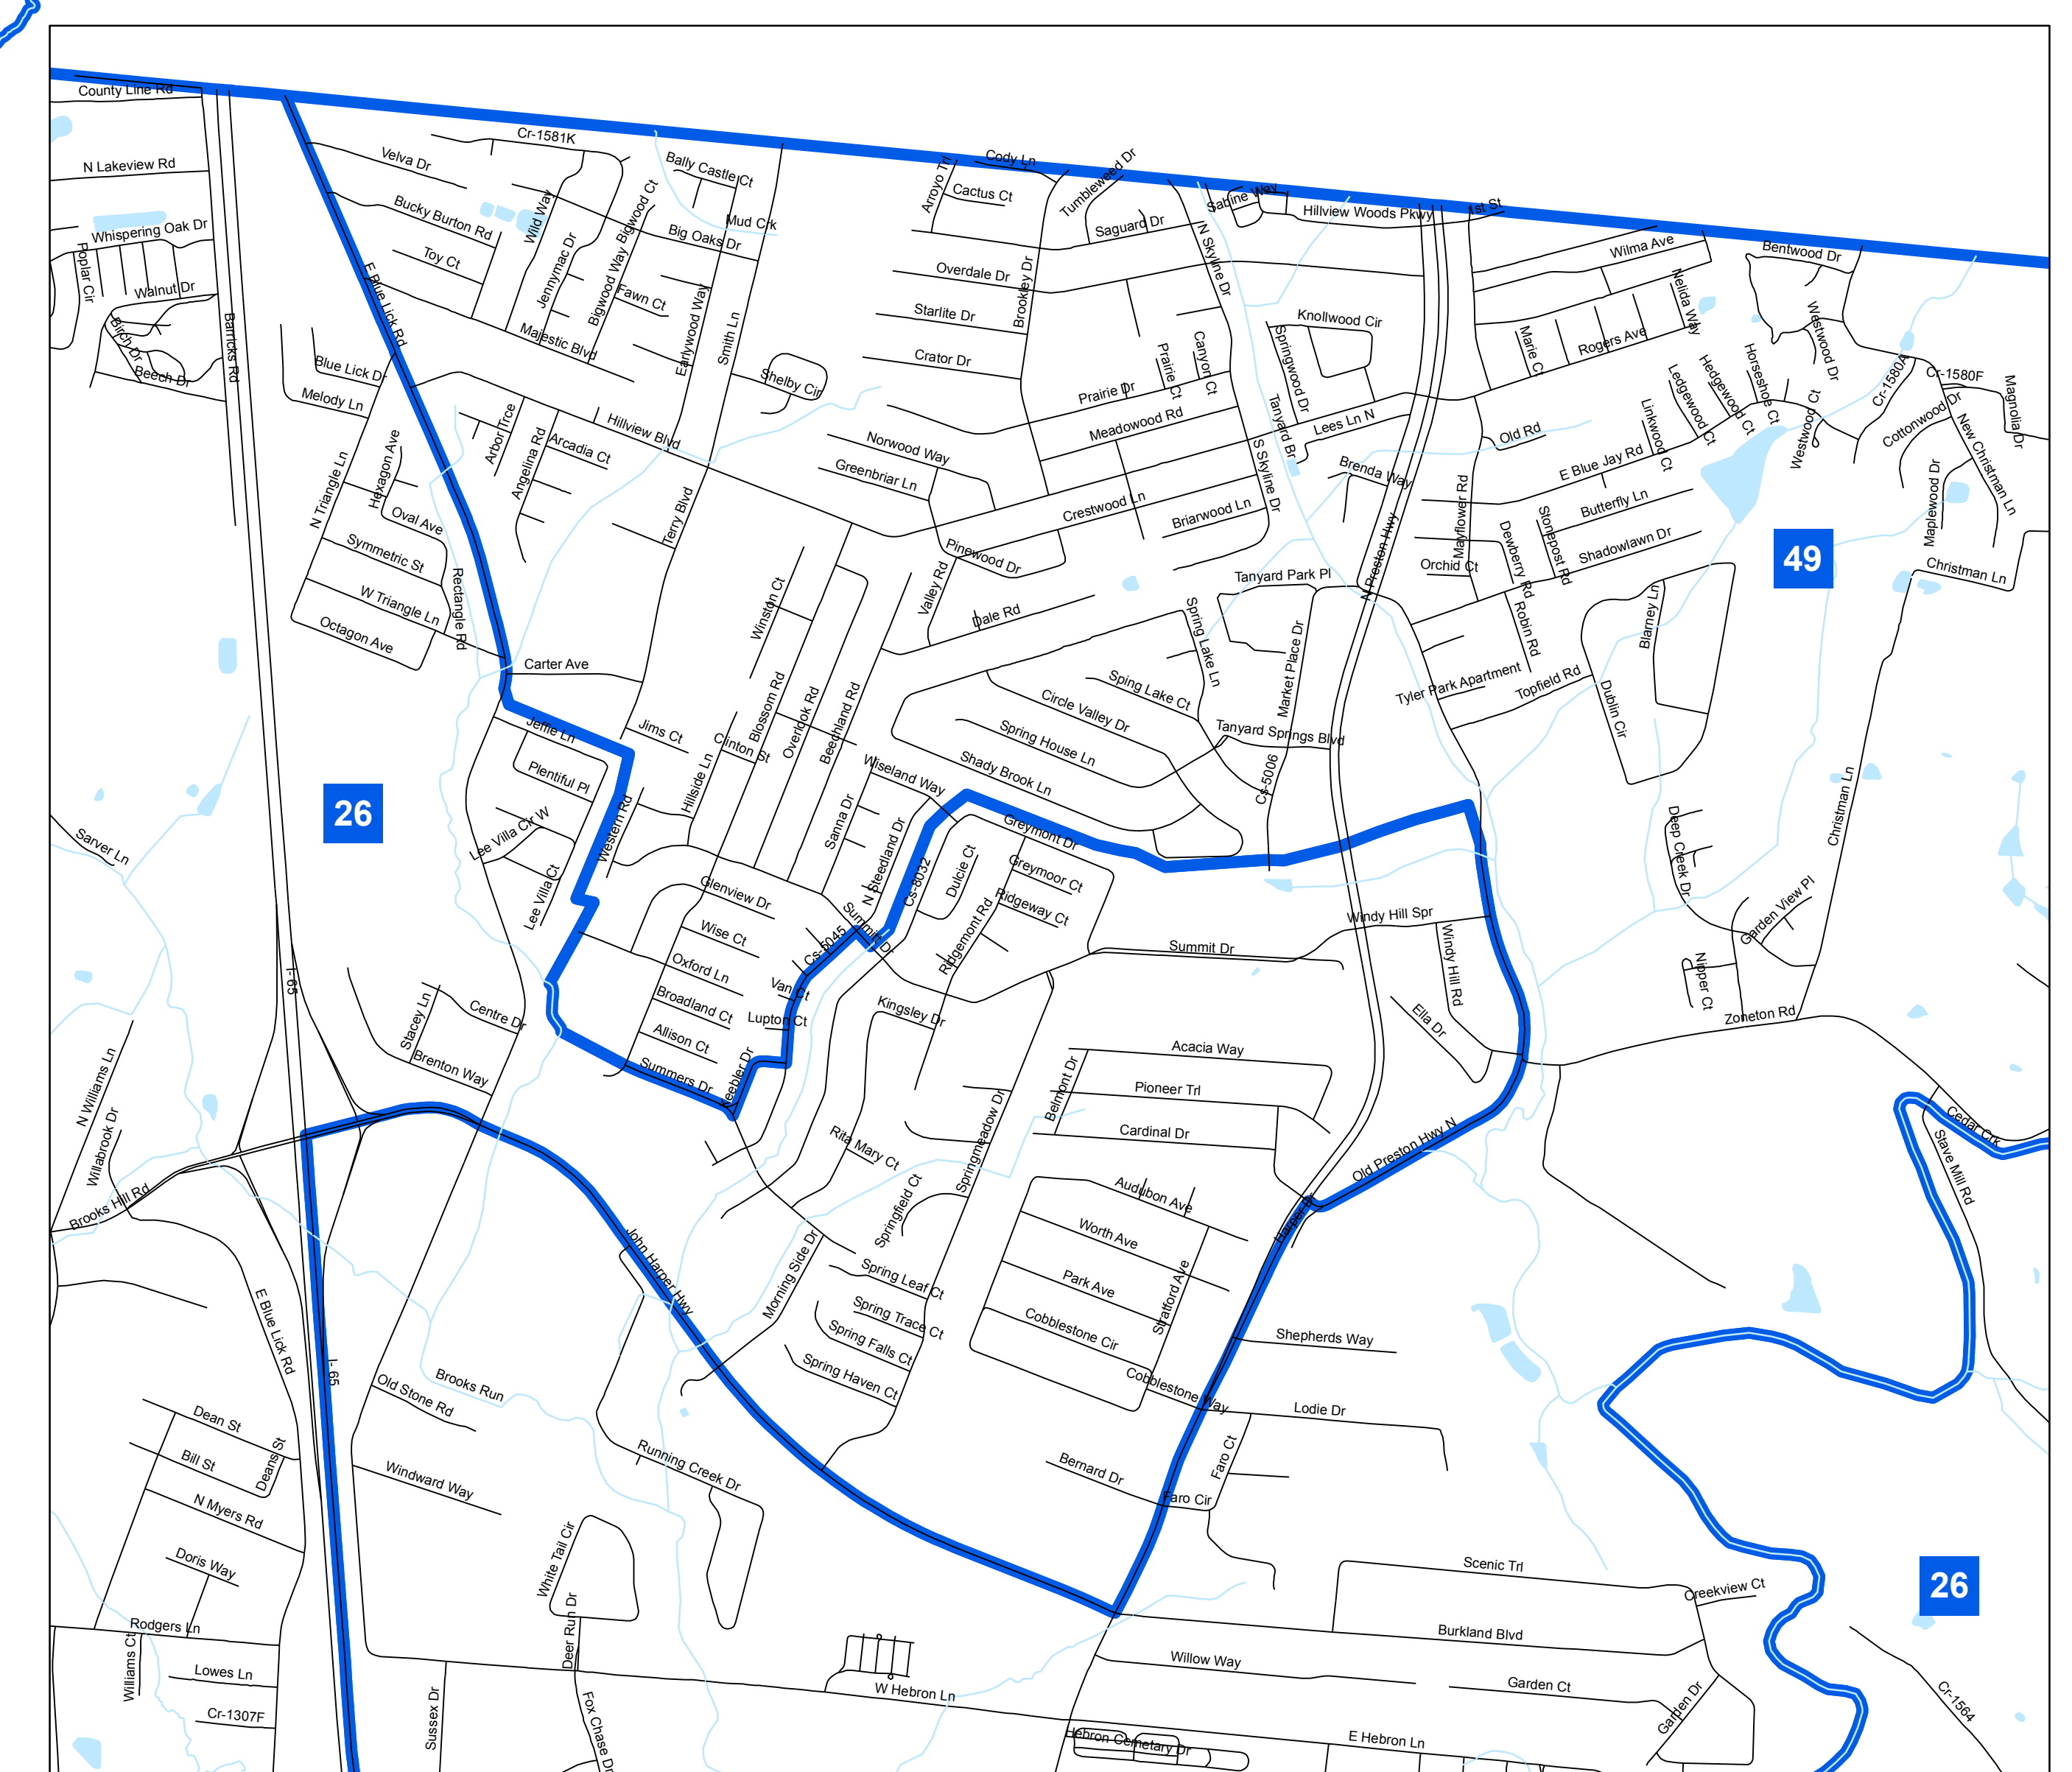 County Line Rd
Cr-1581K
Velva Dr
Bally Castle Ct
Cody Ln
Tumbleweed Dr
Arroyo Trl
Cactus Ct
Sabine Way
Hillview Woods Pkwy
1st St
N Lakeview Rd
Bucky Burton Rd
Wild Way
Bigwood Ct
Mud Crk
Big Oaks Dr
Saguard Dr
N Skyline Dr
Wilma Ave
Bentwood Dr
Whispering Oak Dr
Poplar Cir
Toy Ct
Jennymac Dr
Bigwood Way
Fawn Ct
Overdale Dr
Brookley Dr
Nelida Way
Walnut Dr
E Blue Lick Rd
Earlywood Way
Smith Ln
Starlite Dr
Knollwood Cir
Westwood Dr
Birch Dr
Barricks Rd
Majestic Blvd
Crator Dr
Prairie Ct
Canyon Ct
Springwood Dr
Rogers Ave
Horseshoe Ct
Hedgewood Ct
Ledgewood Ct
Cr-1580A
Cr-1580F
Beech Dr
Blue Lick Dr
Shelby Cir
Prairie Dr
Melody Ln
Meadowood Rd
Tanyard Br
Lees Ln N
Linkwood Ct
Westwood Ct
Cottonwood Dr
Magnolia Dr
New Christman Ln
Arbor Trce
Hillview Blvd
Old Rd
Hexagon Ave
Angelina Rd
Arcadia Ct
Norwood Way
Greenbriar Ln
S Skyline Dr
Brenda Way
E Blue Jay Rd
N Triangle Ln
Oval Ave
Terry Blvd
Crestwood Ln
Briarwood Ln
Mayflower Rd
Butterfly Ln
Maplewood Dr
Symmetric St
Pinewood Dr
N Preston Hwy
Dewberry Rd
Stonepost Rd
Shadowlawn Dr
49
Orchid Ct
Christman Ln
W Triangle Ln
Rectangle Rd
Winston Ct
Valley Rd
Tanyard Park Pl
Octagon Ave
Dale Rd
Spring Lake Ln
Robin Rd
Blarney Ln
Carter Ave
Market Place Dr
Sping Lake Ct
Tyler Park Apartment
Topfield Rd
Blossom Rd
Overlook Rd
Beechland Rd
Circle Valley Dr
Dublin Cir
Jeffie Ln
Jims Ct
Clinton St
Spring House Ln
Tanyard Springs Blvd
Hillside Ln
Wiseland Way
Shady Brook Ln
Cs-5006
Plentiful Pl
26
Sanna Dr
Christman Ln
Sarver Ln
Lee Villa Cir W
Western Rd
N Steedland Dr
Greymont Dr
Deep Creek Dr
Cs-8032
Dulcie Ct
Greymoor Ct
Lee Villa Ct
Glenview Dr
Ridgeway Ct
Garden View Pl
Wise Ct
Summit Dr
Cs-5045
Ridgemont Rd
Summit Dr
Windy Hill Spr
Oxford Ln
Windy Hill Rd
Nipper Ct
I-65
Van Ct
Broadland Ct
Lupton Ct
Kingsley Dr
Ella Dr
Zoneton Rd
Stacey Ln
Centre Dr
Allison Ct
Acacia Way
Brenton Way
Summers Dr
Keebler Dr
Belmont Dr
Pioneer Trl
N Williams Ln
Cardinal Dr
Cedar Crk
Willabrook Dr
Rita Mary Ct
Springmeadow Dr
Old Preston Hwy N
Stave Mill Rd
Brooks Hill Rd
Springfield Ct
Audubon Ave
Harper Dr
John Harper Hwy
Morning Side Dr
Worth Ave
Spring Leaf Ct
Park Ave
Stratford Ave
E Blue Lick Rd
I-65
Spring Trace Ct
Cobblestone Cir
Shepherds Way
Spring Falls Ct
Brooks Run
Old Stone Rd
Spring Haven Ct
Cobblestone Way
Lodie Dr
Dean St
Deans St
Bill St
Windward Way
Running Creek Dr
Bernard Dr
Faro Ct
Faro Cir
N Myers Rd
White Tail Cir
Doris Way
Scenic Trl
26
Creekview Ct
Rodgers Ln
Deer Run Dr
Burkland Blvd
Williams Ct
Lowes Ln
Willow Way
W Hebron Ln
Garden Ct
Garden Dr
Cr-1307F
Sussex Dr
Fox Chase Dr
Hebron Cemetary Dr
E Hebron Ln
Cr-1564